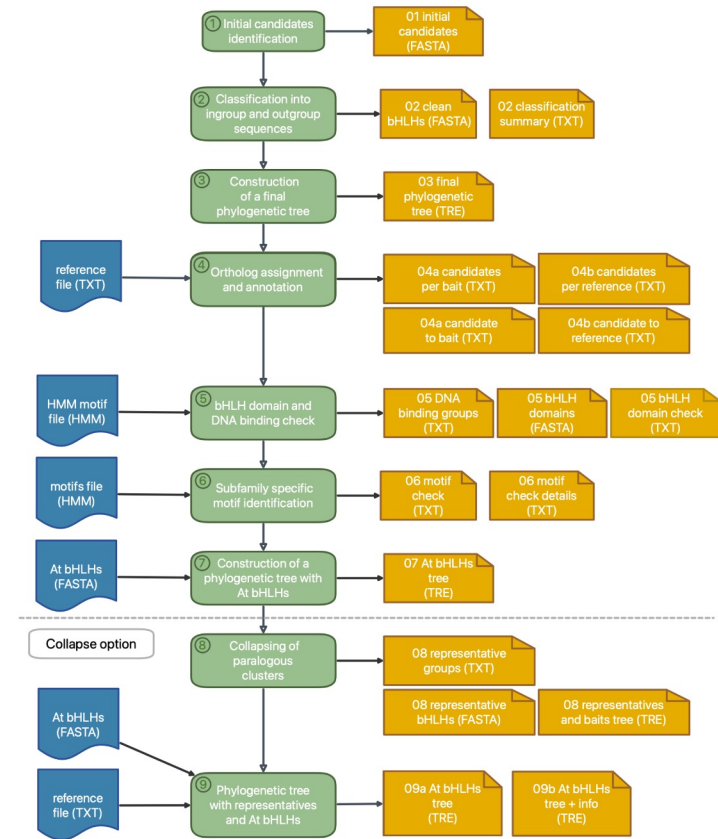 ① Initial candidates
identification
01 initial
candidates
(FASTA)
② Classification into
ingroup and outgroup
sequences
02 clean
bHLHs (FASTA)
02 classification
summary (TXT)
③ Construction
of a final
phylogenetic tree
03 final
phylogenetic
tree (TRE)
reference
file (TXT)
④ Ortholog assignment
and annotation
04a candidates
per bait (TXT)
04b candidates
per reference (TXT)
04a candidate
to bait (TXT)
04b candidate to
reference (TXT)
HMM motif
file (HMM)
⑤ bHLH domain and
DNA binding check
05 DNA
binding groups
(TXT)
05 bHLH
domains
(FASTA)
05 bHLH
domain check
(TXT)
motifs file
(HMM)
⑥ Subfamily specific
motif identification
06 motif
check
(TXT)
06 motif
check details
(TXT)
At bHLHs
(FASTA)
⑦ Construction of a
phylogenetic tree with
At bHLHs
07 At bHLHs
tree
(TRE)
Collapse option
⑧ Collapsing of
paralogous
clusters
08 representative
groups (TXT)
08 representative
bHLHs (FASTA)
08 representatives
and baits tree (TRE)
At bHLHs
(FASTA)
reference
file (TXT)
⑨ Phylogenetic tree
with representatives
and At bHLHs
09a At bHLHs
tree
(TRE)
09b At bHLHs
tree + info
(TRE)